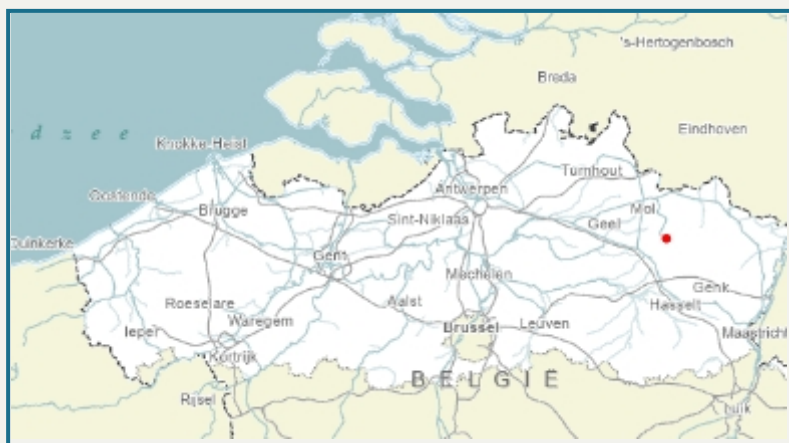 's-Hertogenbosch
Breda
d z e e
Eindhoven
Knokke-Heist
Turnhout
Oostende
Antwerpen
Mol
Brugge
Sint-Niklaas
Geel
Duinkerke
Gent
Mechelen
Genk
Roeselare
Aalst
Hasselt
Ieper
Waregem
Brussel
Leuven
Maastricht
Kortrijk
BELGIË
Rijsel
Luik